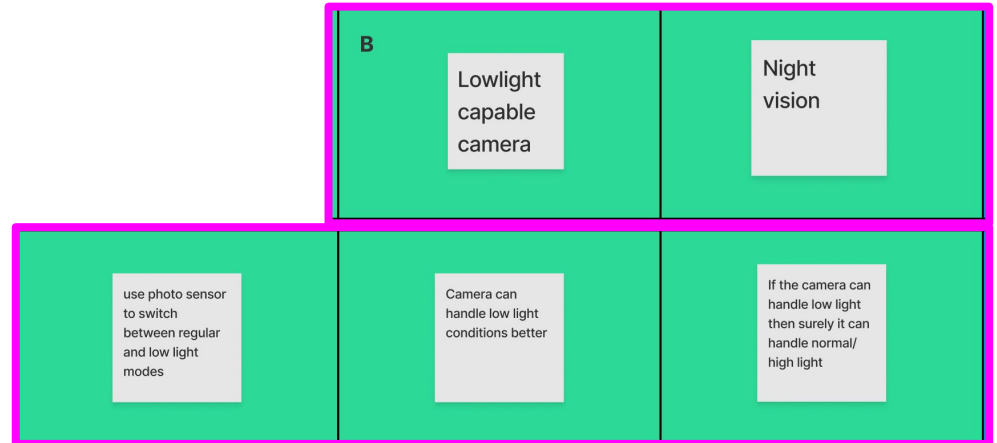 B
Lowlight
capable
camera
Night
vision
use photo sensor
to switch
between regular
and low light
modes
Camera can
handle low light
conditions better
If the camera can
handle low light
then surely it can
handle normal/
high light